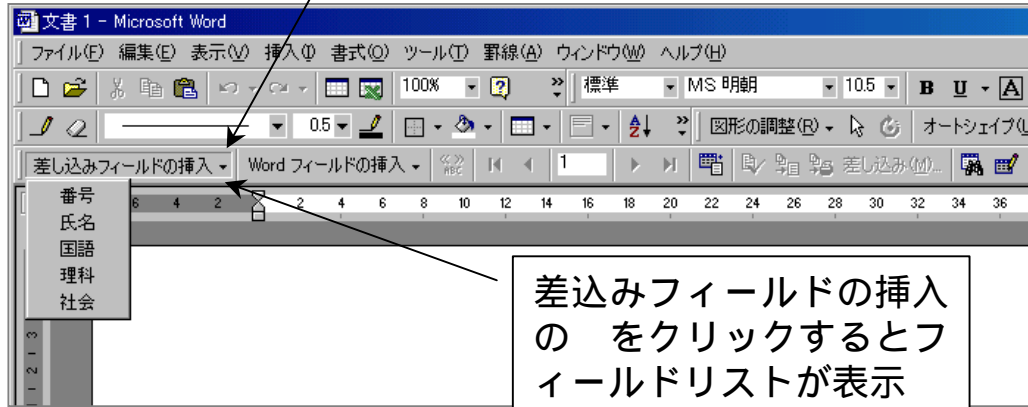 文書 1 - Microsoft Word
ファイル(F) 編集(E) 表示(V) 挿入(I) 書式(O) ツール(T) 罫線(A) ウィンドウ(W) ヘルプ(H)
100% 標準 MS 明朝 10.5 B U A
0.5 図形の調整(R) オートシェイプ(U
差し込みフィールドの挿入 Word フィールドの挿入 ABC 1 差し込み(M)...
6 4 2 2 4 6 8 10 12 14 16 18 20 22 24 26 28 30 32 34 36
番号
氏名
国語
理科
社会
差込みフィールドの挿入
の をクリックするとフ
ィールドリストが表示
3
2